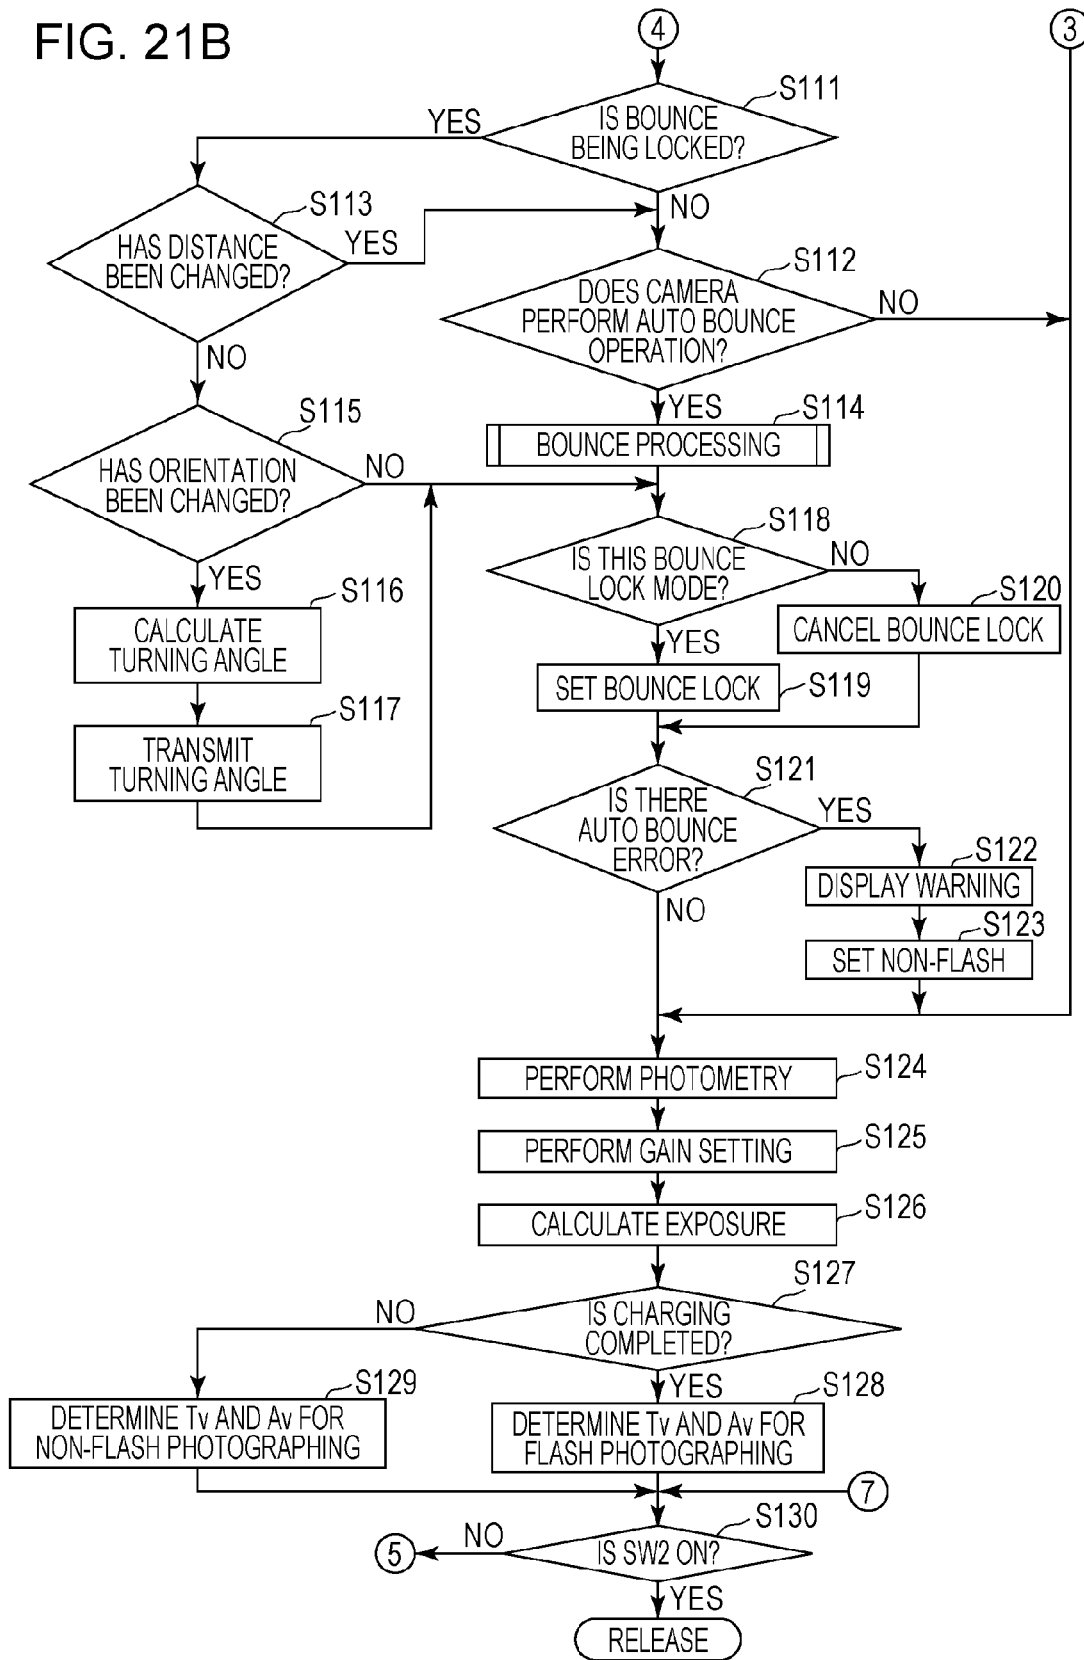 FIG. 21B
4
3
S111
IS BOUNCE
BEING LOCKED?
YES
NO
S113
HAS DISTANCE
BEEN CHANGED?
YES
NO
S112
DOES CAMERA
PERFORM AUTO BOUNCE
OPERATION?
NO
YES
S114
BOUNCE PROCESSING
S115
HAS ORIENTATION
BEEN CHANGED?
NO
YES
S116
CALCULATE
TURNING ANGLE
S117
TRANSMIT
TURNING ANGLE
S118
IS THIS BOUNCE
LOCK MODE?
NO
YES
S120
CANCEL BOUNCE LOCK
SET BOUNCE LOCK
S119
S121
IS THERE
AUTO BOUNCE
ERROR?
YES
NO
S122
DISPLAY WARNING
S123
SET NON-FLASH
PERFORM PHOTOMETRY
S124
PERFORM GAIN SETTING
S125
CALCULATE EXPOSURE
S126
S127
IS CHARGING
COMPLETED?
NO
YES
S129
DETERMINE Tv AND Av FOR
NON-FLASH PHOTOGRAPHING
S128
DETERMINE Tv AND Av FOR
FLASH PHOTOGRAPHING
7
S130
IS SW2 ON?
NO
5
YES
RELEASE